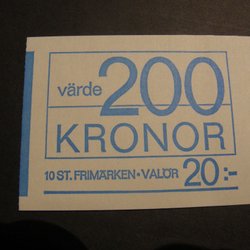 värde 200
KRONOR
10 ST. FRIMÄRKEN • VALÖR 20:-